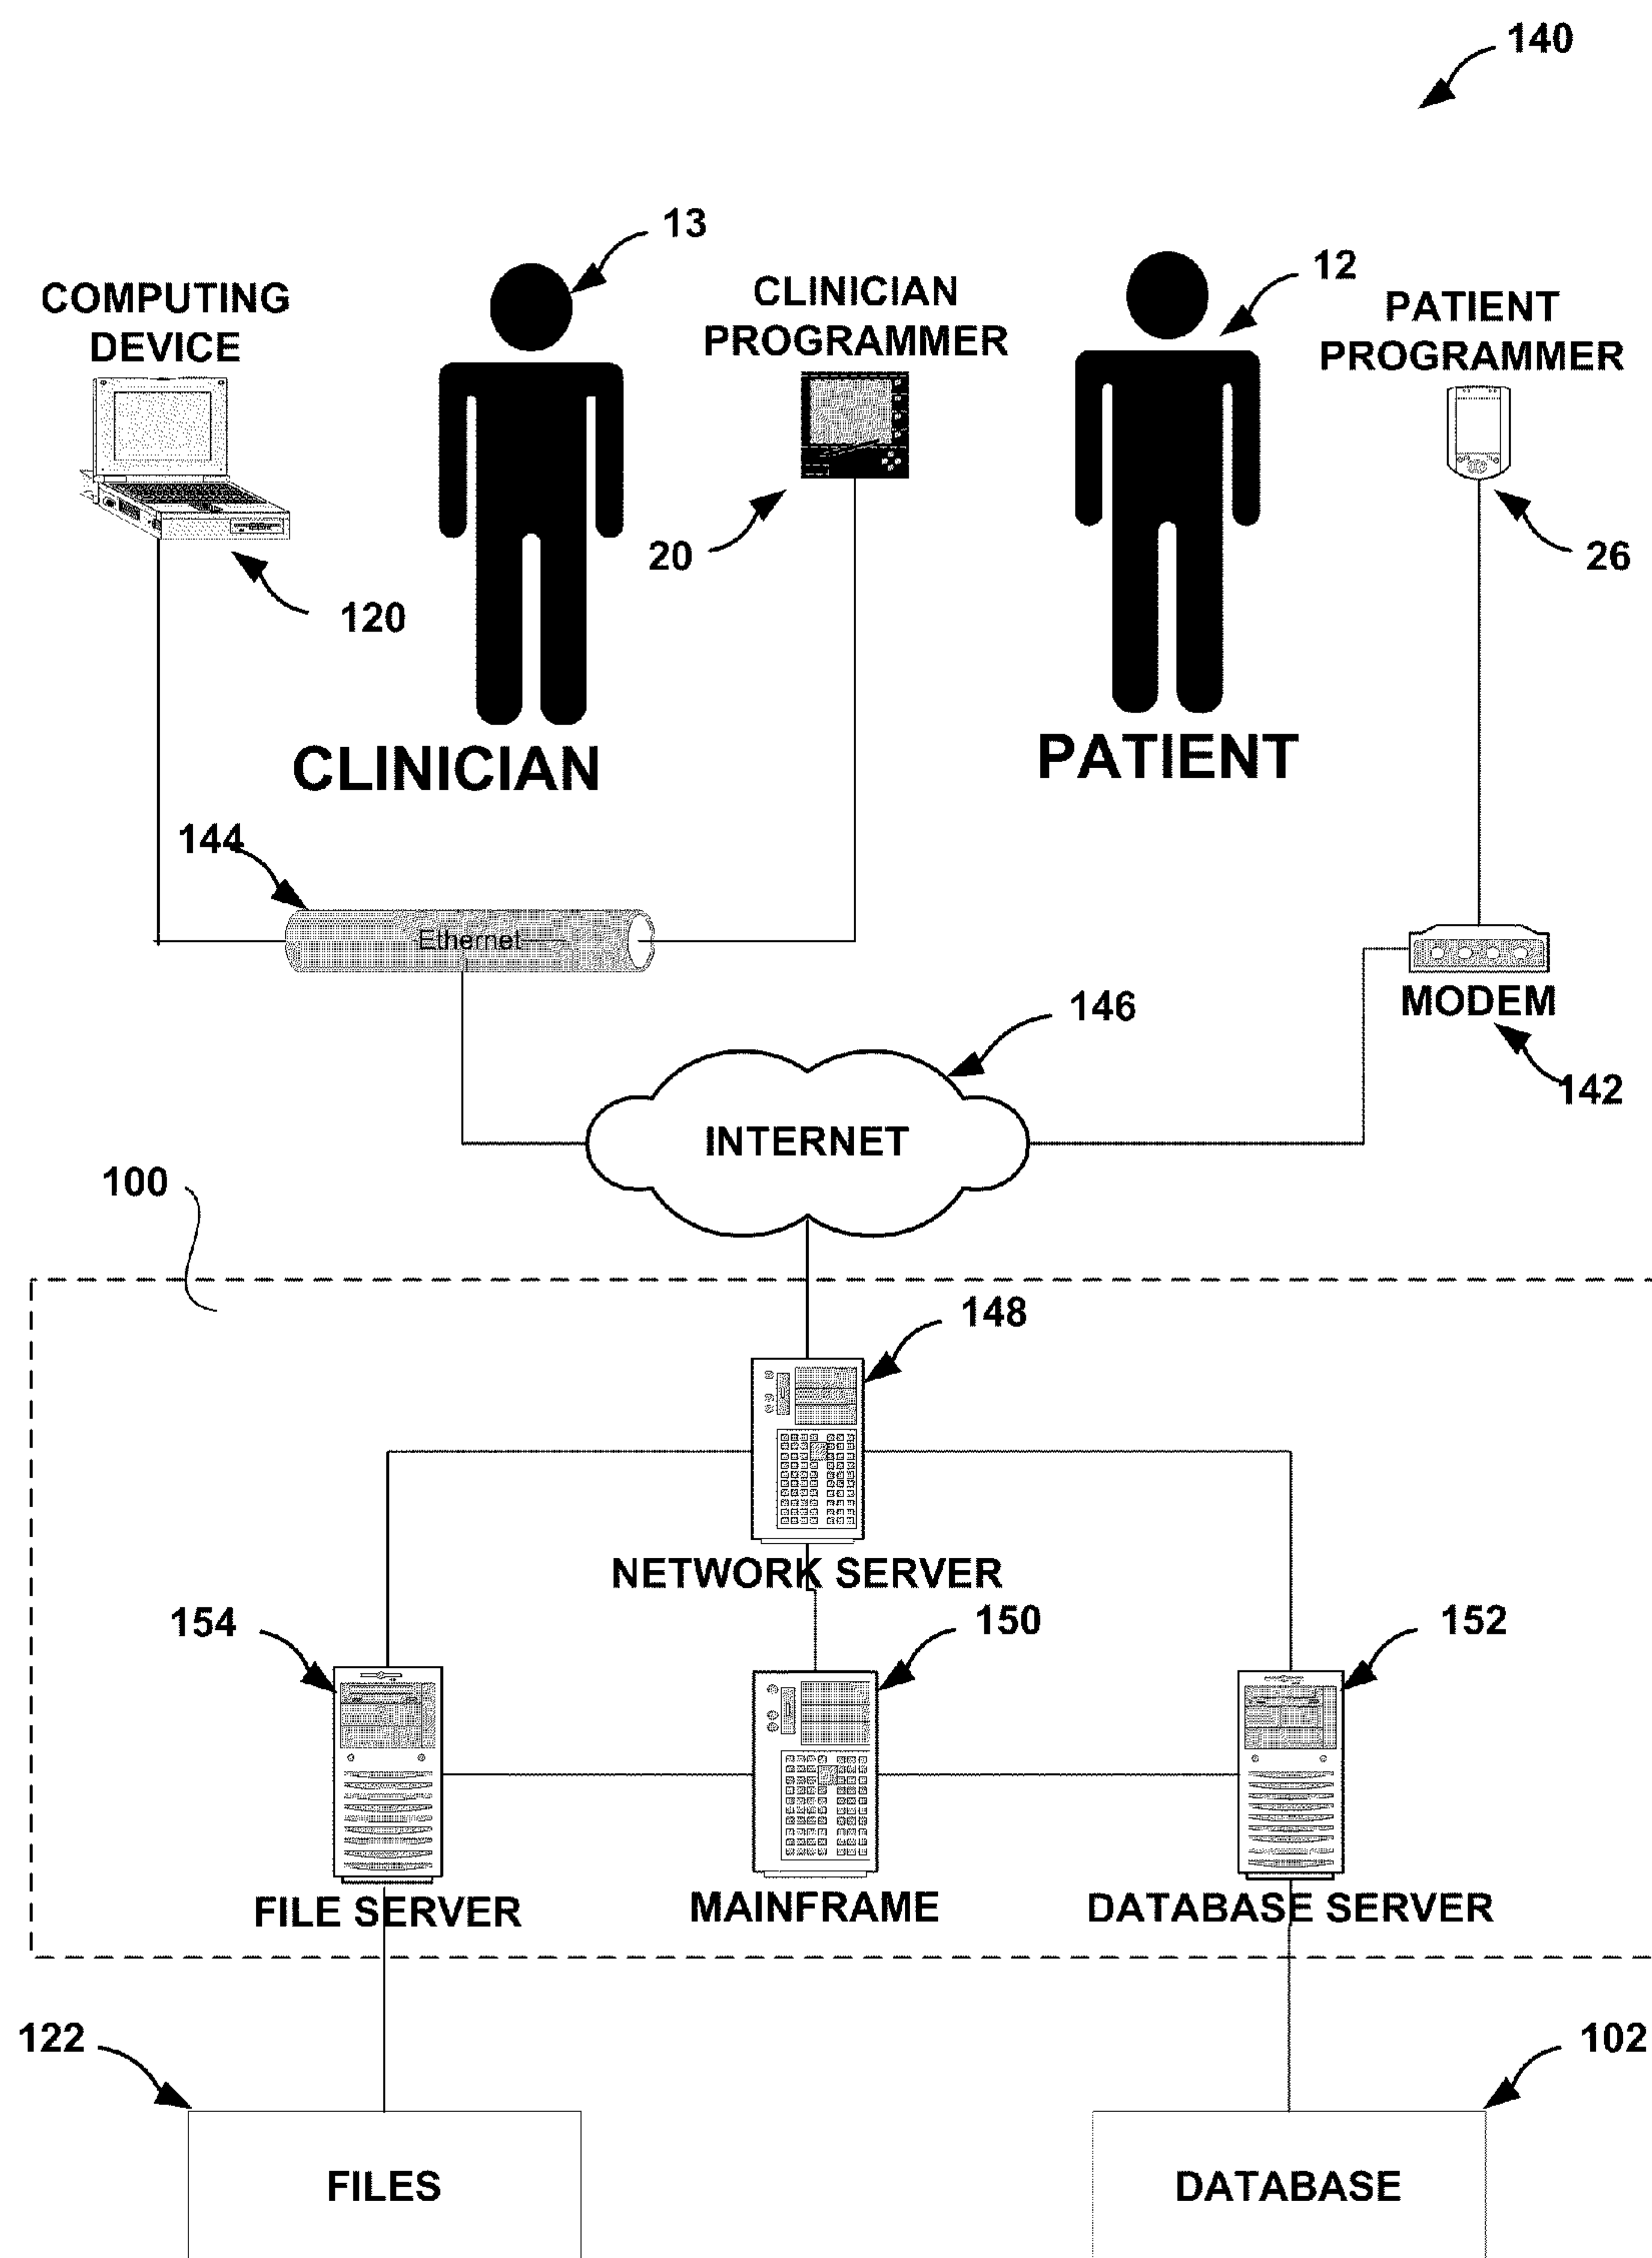 140
13
12
COMPUTING
DEVICE
CLINICIAN
PROGRAMMER
PATIENT
PROGRAMMER
20
26
120
CLINICIAN
PATIENT
144
Ethernet
MODEM
146
142
INTERNET
100
148
NETWORK SERVER
154
150
152
FILE SERVER
MAINFRAME
DATABASE SERVER
122
102
FILES
DATABASE